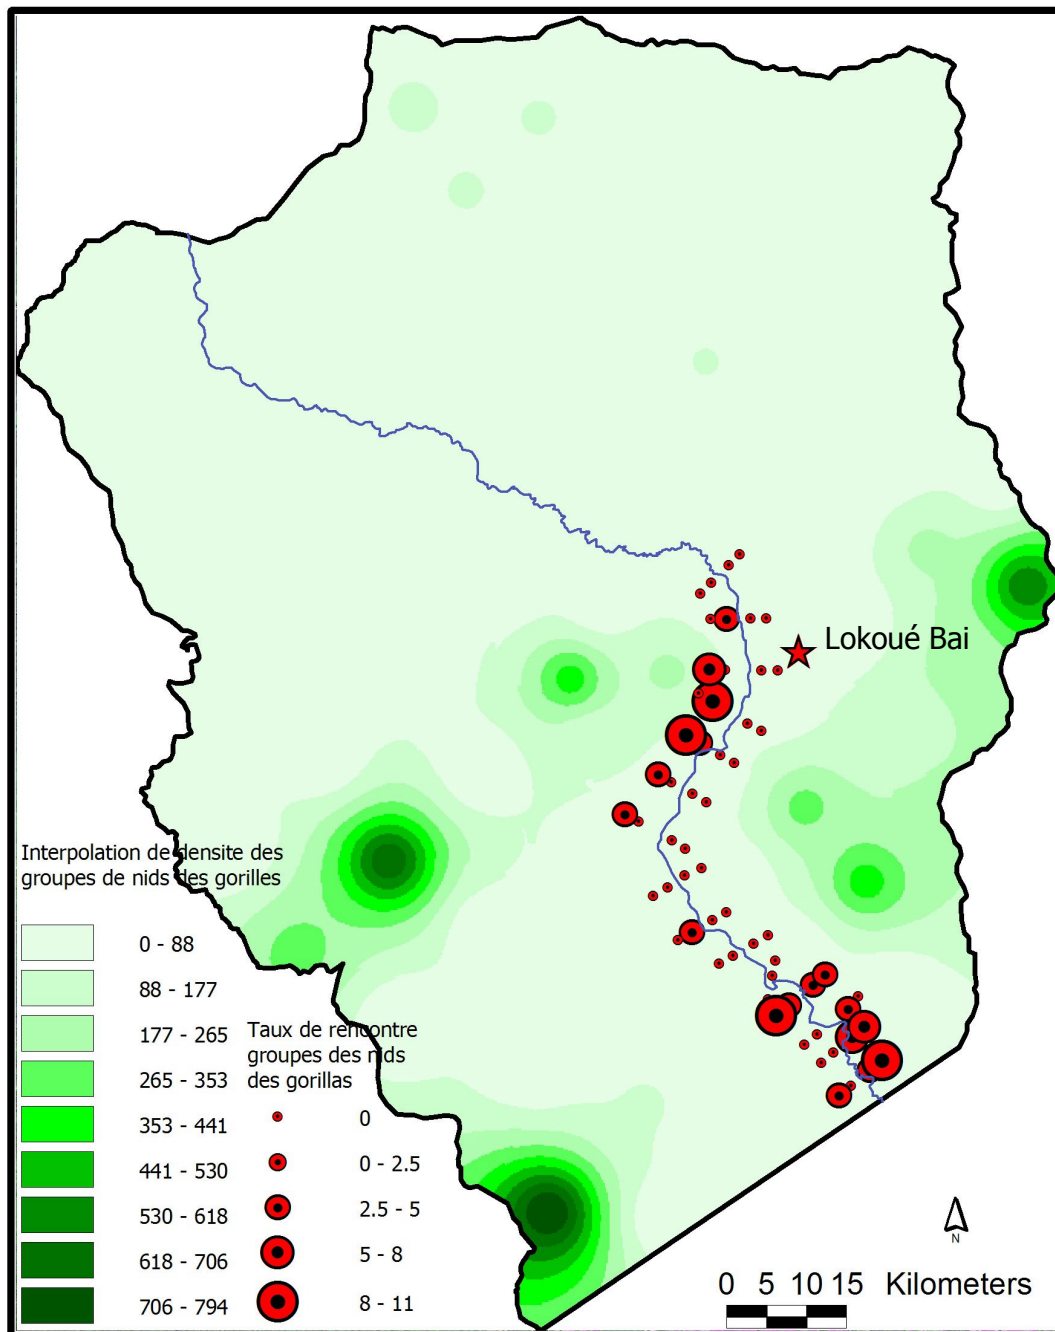 Lokoué Bai
Interpolation de densite des
groupes de nids des gorilles
0 - 88
88 - 177
177 - 265
265 - 353
353 - 441
441 - 530
530 - 618
618 - 706
706 - 794
Taux de rencontre
groupes des nids
des gorillas
0
0 - 2.5
2.5 - 5
5 - 8
8 - 11
N
0 5 10 15 Kilometers